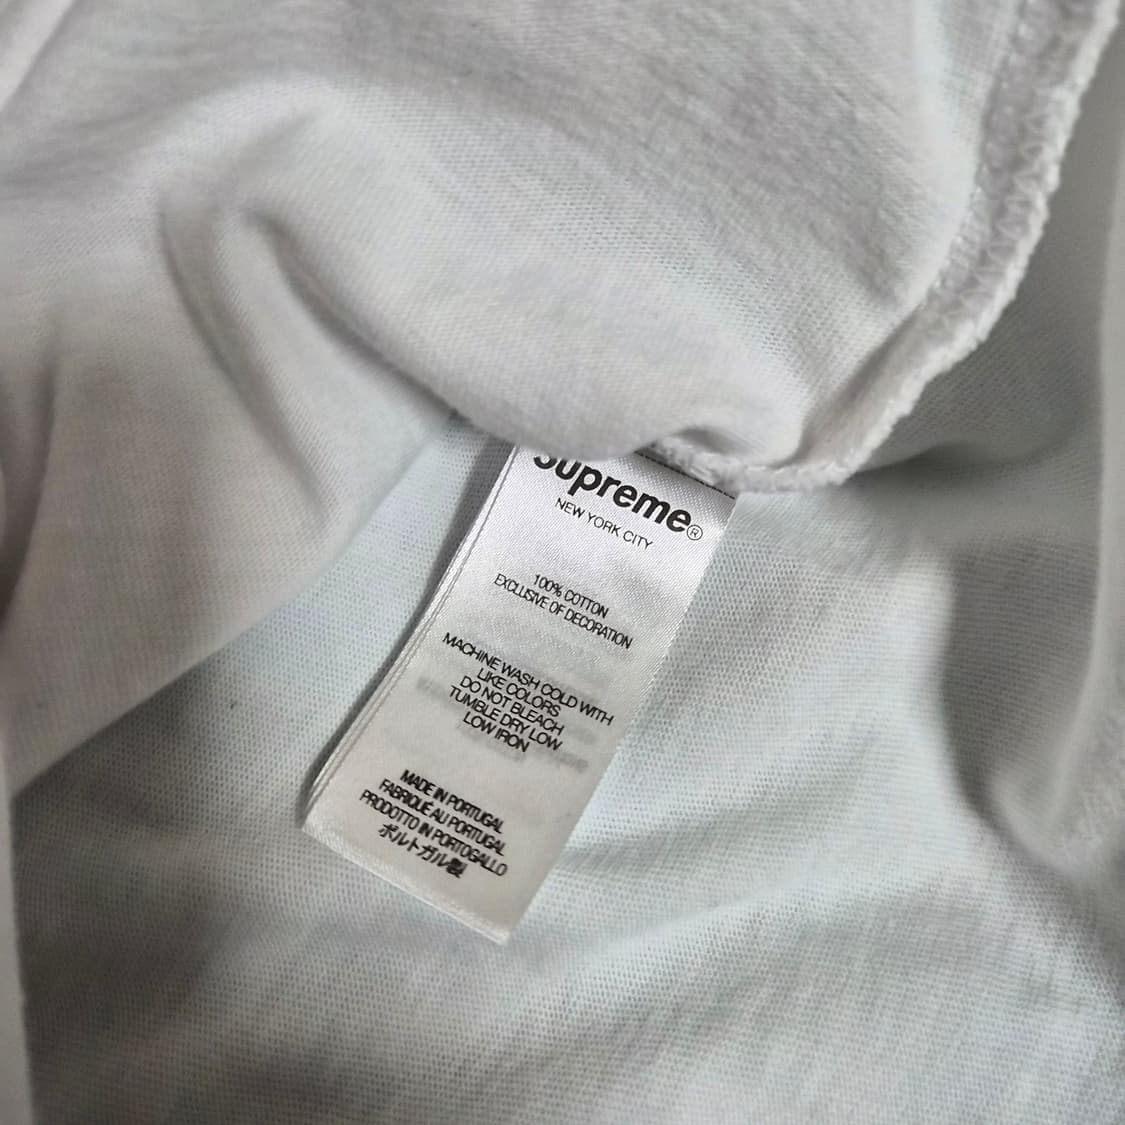 Supreme®
NEW YORK CITY
100% COTTON
EXCLUSIVE OF DECORATION
MACHINE WASH COLD WITH
LIKE COLORS
DO NOT BLEACH
TUMBLE DRY LOW
LOW IRON
MADE IN PORTUGAL
FABRIQUÉ AU PORTUGAL
PRODOTTO IN PORTOGALLO
ポルトガル製